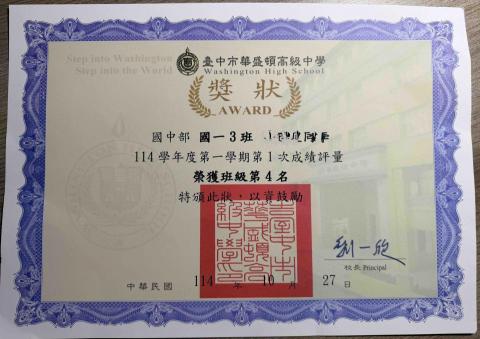 Step into Washington
Step into the World
臺中市華盛頓高級中學
Washington High School
獎狀
AWARD
國中部 國一3班
114學年度第一學期第1次成績評量
榮獲班級第4名
特頒此狀，以資鼓勵
校長 Principal
中華民國 114 年 10 月 27 日